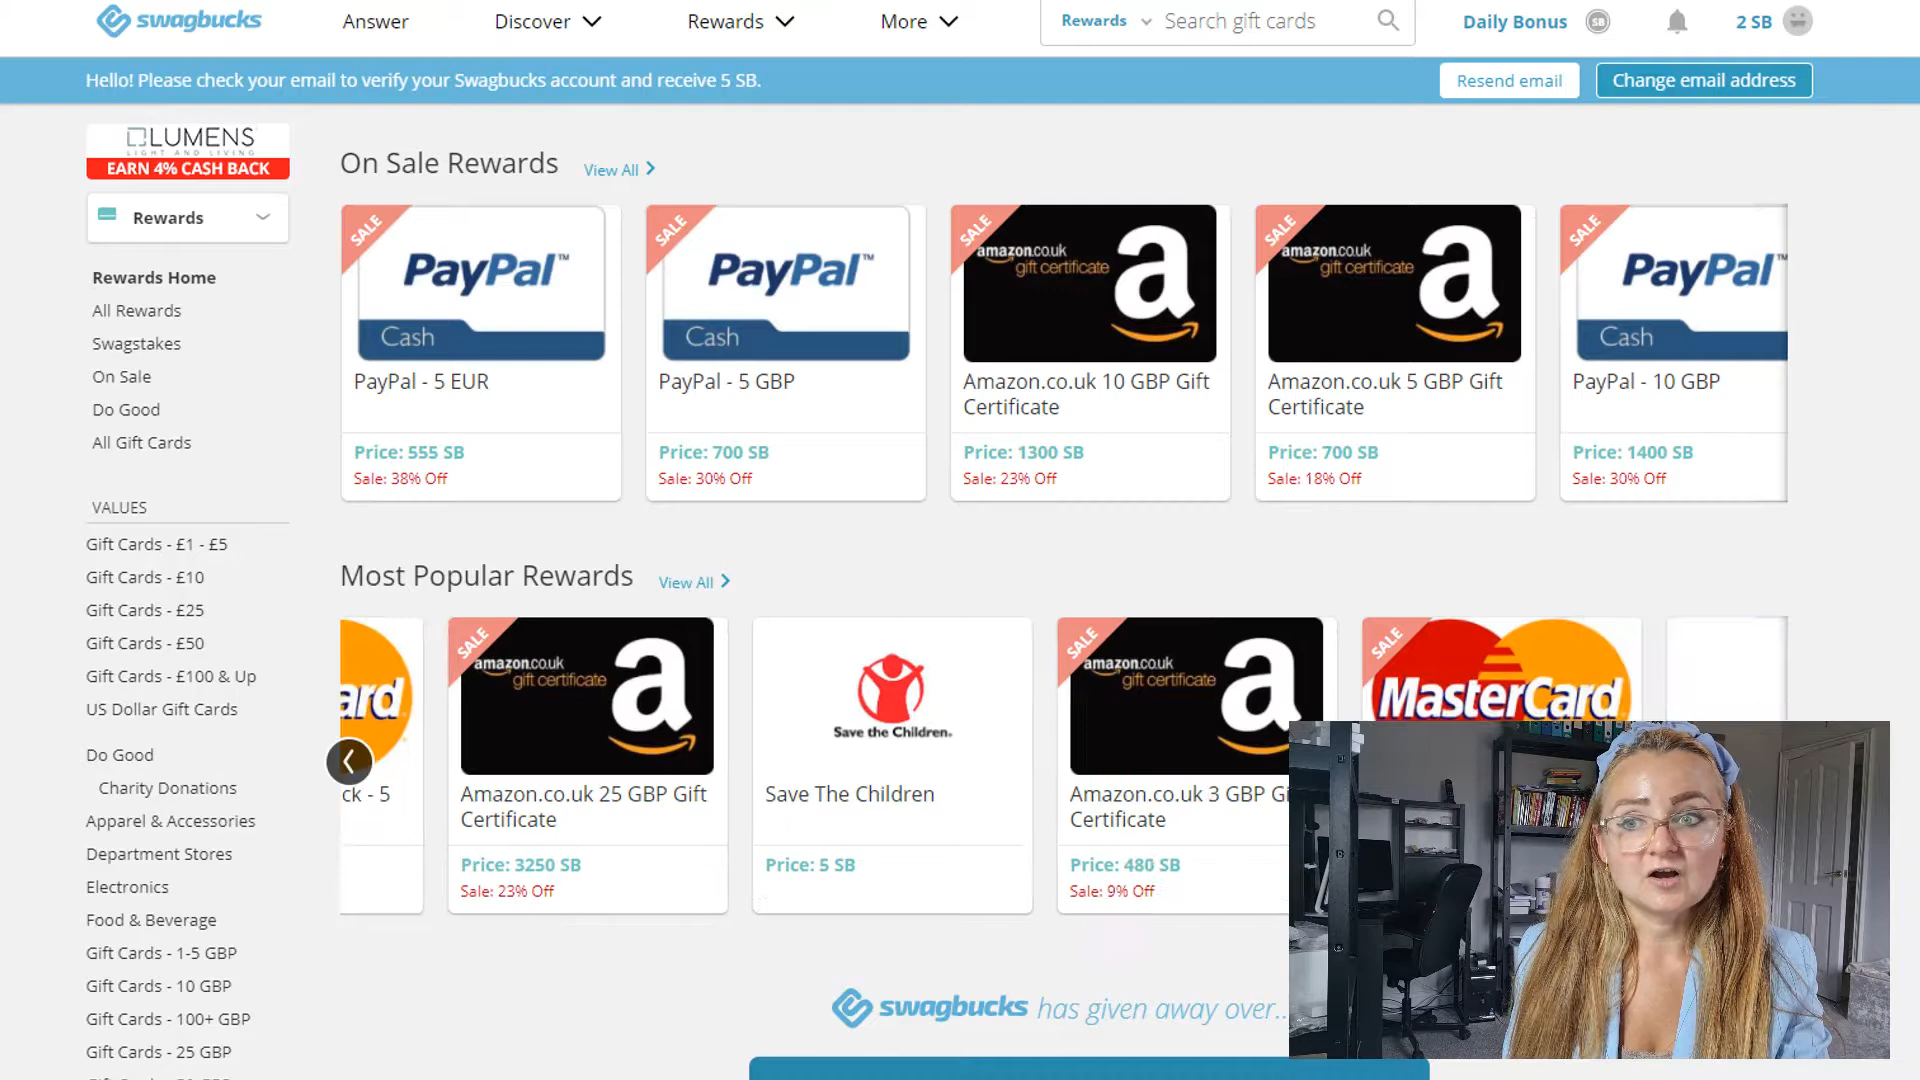 swagbucks
Answer
Discover
Rewards
More
Rewards
Search gift cards
Daily Bonus
SB
2 SB
Hello! Please check your email to verify your Swagbucks account and receive 5 SB.
Resend email
Change email address
LUMENS
LIGHT AND LIVING
EARN 4% CASH BACK
Rewards
Rewards Home
All Rewards
Swagstakes
On Sale
Do Good
All Gift Cards
VALUES
Gift Cards - £1 - £5
Gift Cards - £10
Gift Cards - £25
Gift Cards - £50
Gift Cards - £100 & Up
US Dollar Gift Cards
Do Good
Charity Donations
Apparel & Accessories
Department Stores
Electronics
Food & Beverage
Gift Cards - 1-5 GBP
Gift Cards - 10 GBP
Gift Cards - 100+ GBP
Gift Cards - 25 GBP
On Sale Rewards
View All
SALE
PayPal™
Cash
PayPal - 5 EUR
Price: 555 SB
Sale: 38% Off
SALE
PayPal™
Cash
PayPal - 5 GBP
Price: 700 SB
Sale: 30% Off
SALE
amazon.co.uk
gift certificate
a
Amazon.co.uk 10 GBP Gift
Certificate
Price: 1300 SB
Sale: 23% Off
SALE
amazon.co.uk
gift certificate
a
Amazon.co.uk 5 GBP Gift
Certificate
Price: 700 SB
Sale: 18% Off
SALE
PayPal™
Cash
PayPal - 10 GBP
Price: 1400 SB
Sale: 30% Off
Most Popular Rewards
View All
ard
ck - 5
SALE
amazon.co.uk
gift certificate
a
Amazon.co.uk 25 GBP Gift
Certificate
Price: 3250 SB
Sale: 23% Off
Save the Children.
Save The Children
Price: 5 SB
SALE
amazon.co.uk
gift certificate
a
Amazon.co.uk 3 GBP Gi
Certificate
Price: 480 SB
Sale: 9% Off
SALE
MasterCard
swagbucks has given away over...